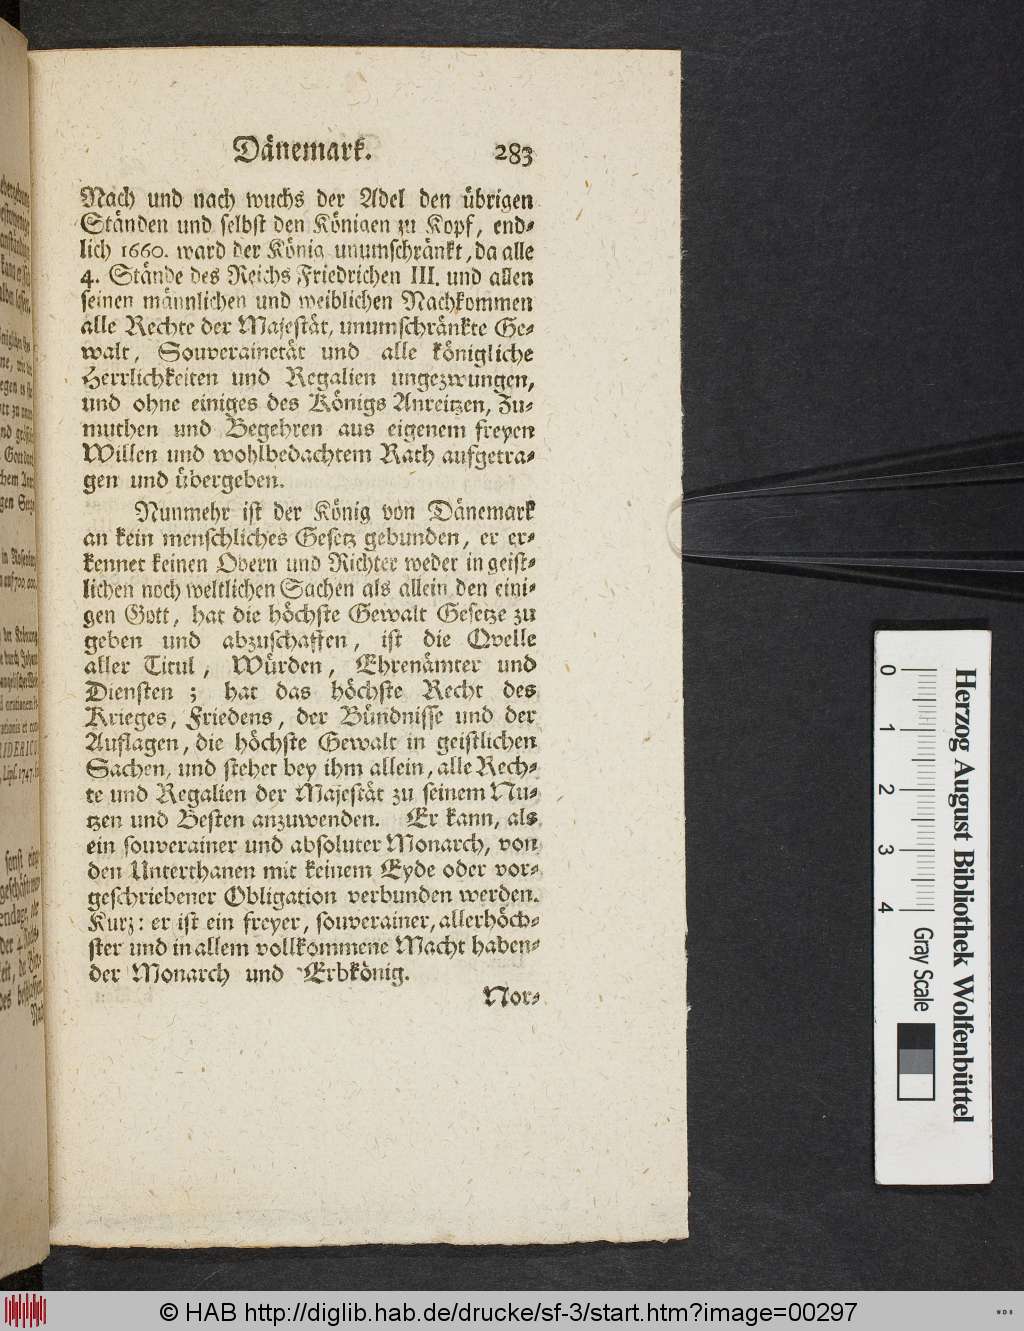 Dänemark. 283
Nach und nach wuchs der Adel den übrigen
Ständen und selbst den Königen zu Kopf, end-
lich 1660. ward der König unumschränkt, da alle
4. Stände des Reichs Friedrichen III. und allen
seinen männlichen und weiblichen Nachkommen
alle Rechte der Majestät, unumschränkte Ge-
walt, Souverainetät und alle königliche
Herrlichkeiten und Regalien ungezwungen,
und ohne einiges des Königs Anreitzen, Zu-
muthen und Begehren aus eigenem freyen
Willen und wohlbedachtem Rath aufgetra-
gen und übergeben.
Nunmehr ist der König von Dänemark
an kein menschliches Gesetz gebunden, er er-
kennet keinen Obern und Richter weder in geist-
lichen noch weltlichen Sachen als allein den eini-
gen Gott, hat die höchste Gewalt Gesetze zu
geben und abzuschaffen, ist die Qvelle
aller Titul, Würden, Ehrenämter und
Diensten; hat das höchste Recht des
Krieges, Friedens, der Bündnisse und der
Auflagen, die höchste Gewalt in geistlichen
Sachen, und stehet bey ihm allein, alle Rech-
te und Regalien der Majestät zu seinem Nu-
tzen und Besten anzuwenden. Er kann, als
ein souverainer und absoluter Monarch, von
den Unterthanen mit keinem Eyde oder vor-
geschriebener Obligation verbunden werden.
Kurz: er ist ein freyer, souverainer, allerhöch-
ster und in allem vollkommene Macht haben-
der Monarch und Erbkönig.
Nor-
0 1 2 3 4
Gray Scale
Herzog August Bibliothek Wolfenbüttel
© HAB http://diglib.hab.de/drucke/sf-3/start.htm?image=00297